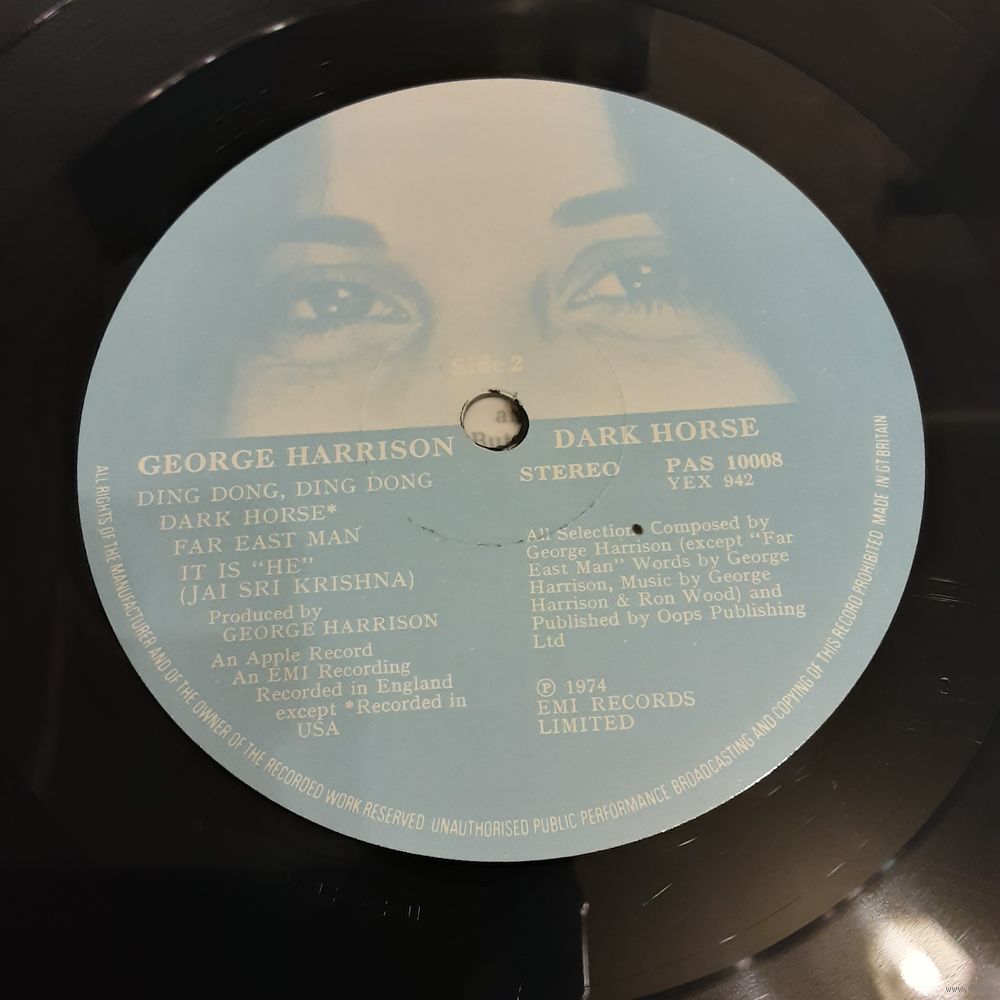 Side 2
GEORGE HARRISON
DARK HORSE
STEREO
PAS 10008
YEX 942
DING DONG, DING DONG
DARK HORSE*
FAR EAST MAN
IT IS "HE"
(JAI SRI KRISHNA)
Produced by
GEORGE HARRISON
An Apple Record
An EMI Recording
Recorded in England
except *Recorded in
USA
All Selections Composed by
George Harrison (except "Far
East Man" Words by George
Harrison, Music by George
Harrison & Ron Wood) and
Published by Oops Publishing
Ltd
℗ 1974
EMI RECORDS
LIMITED
ALL RIGHTS OF THE MANUFACTURER AND OF THE OWNER OF THE RECORDED WORK RESERVED UNAUTHORISED PUBLIC PERFORMANCE BROADCASTING AND COPYING OF THIS RECORD PROHIBITED MADE IN GT BRITAIN